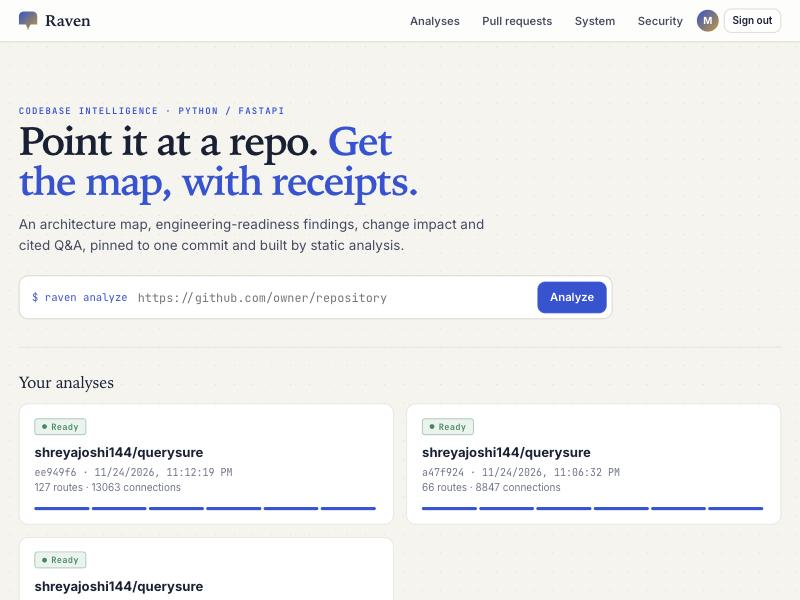 Raven
Analyses
Pull requests
System
Security
M
Sign out
CODEBASE INTELLIGENCE · PYTHON / FASTAPI
Point it at a repo. Get
the map, with receipts.
An architecture map, engineering-readiness findings, change impact and
cited Q&A, pinned to one commit and built by static analysis.
$ raven analyze https://github.com/owner/repository
Analyze
Your analyses
Ready
shreyajoshi144/querysure
ee949f6 · 11/24/2026, 11:12:19 PM
127 routes · 13063 connections
Ready
shreyajoshi144/querysure
a47f924 · 11/24/2026, 11:06:32 PM
66 routes · 8847 connections
Ready
shreyajoshi144/querysure